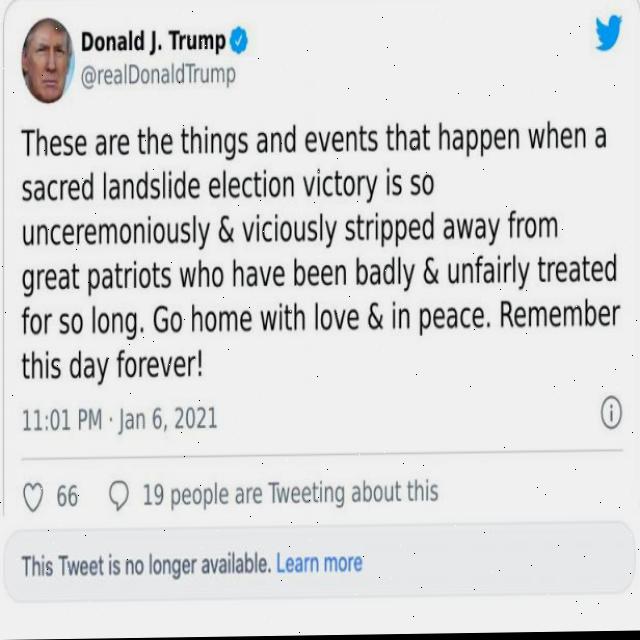 Donald J. Trump
@realDonaldTrump
These are the things and events that happen when a
sacred landslide election victory is so
unceremoniously & viciously stripped away from
great patriots who have been badly & unfairly treated
for so long. Go home with love & in peace. Remember
this day forever!
11:01 PM · Jan 6, 2021
66 19 people are Tweeting about this
This Tweet is no longer available. Learn more